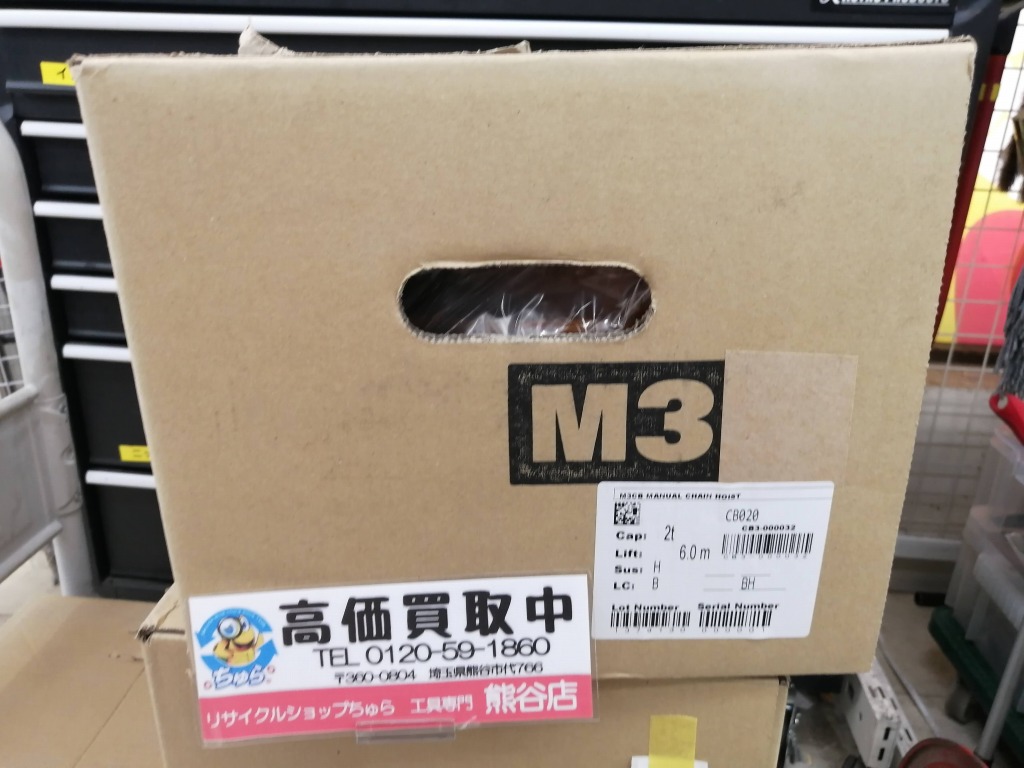 M3
M3CB MANUAL CHAIN HOIST
CB020
CB3-000032
Cap: 2t
Lift: 6.0 m
Sus: H
LC: B BH
Lot Number Serial Number
高価買取中
TEL 0120-59-1860
〒360-0804 埼玉県熊谷市代766
ちゅら
リサイクルショップちゅら 工具専門 熊谷店